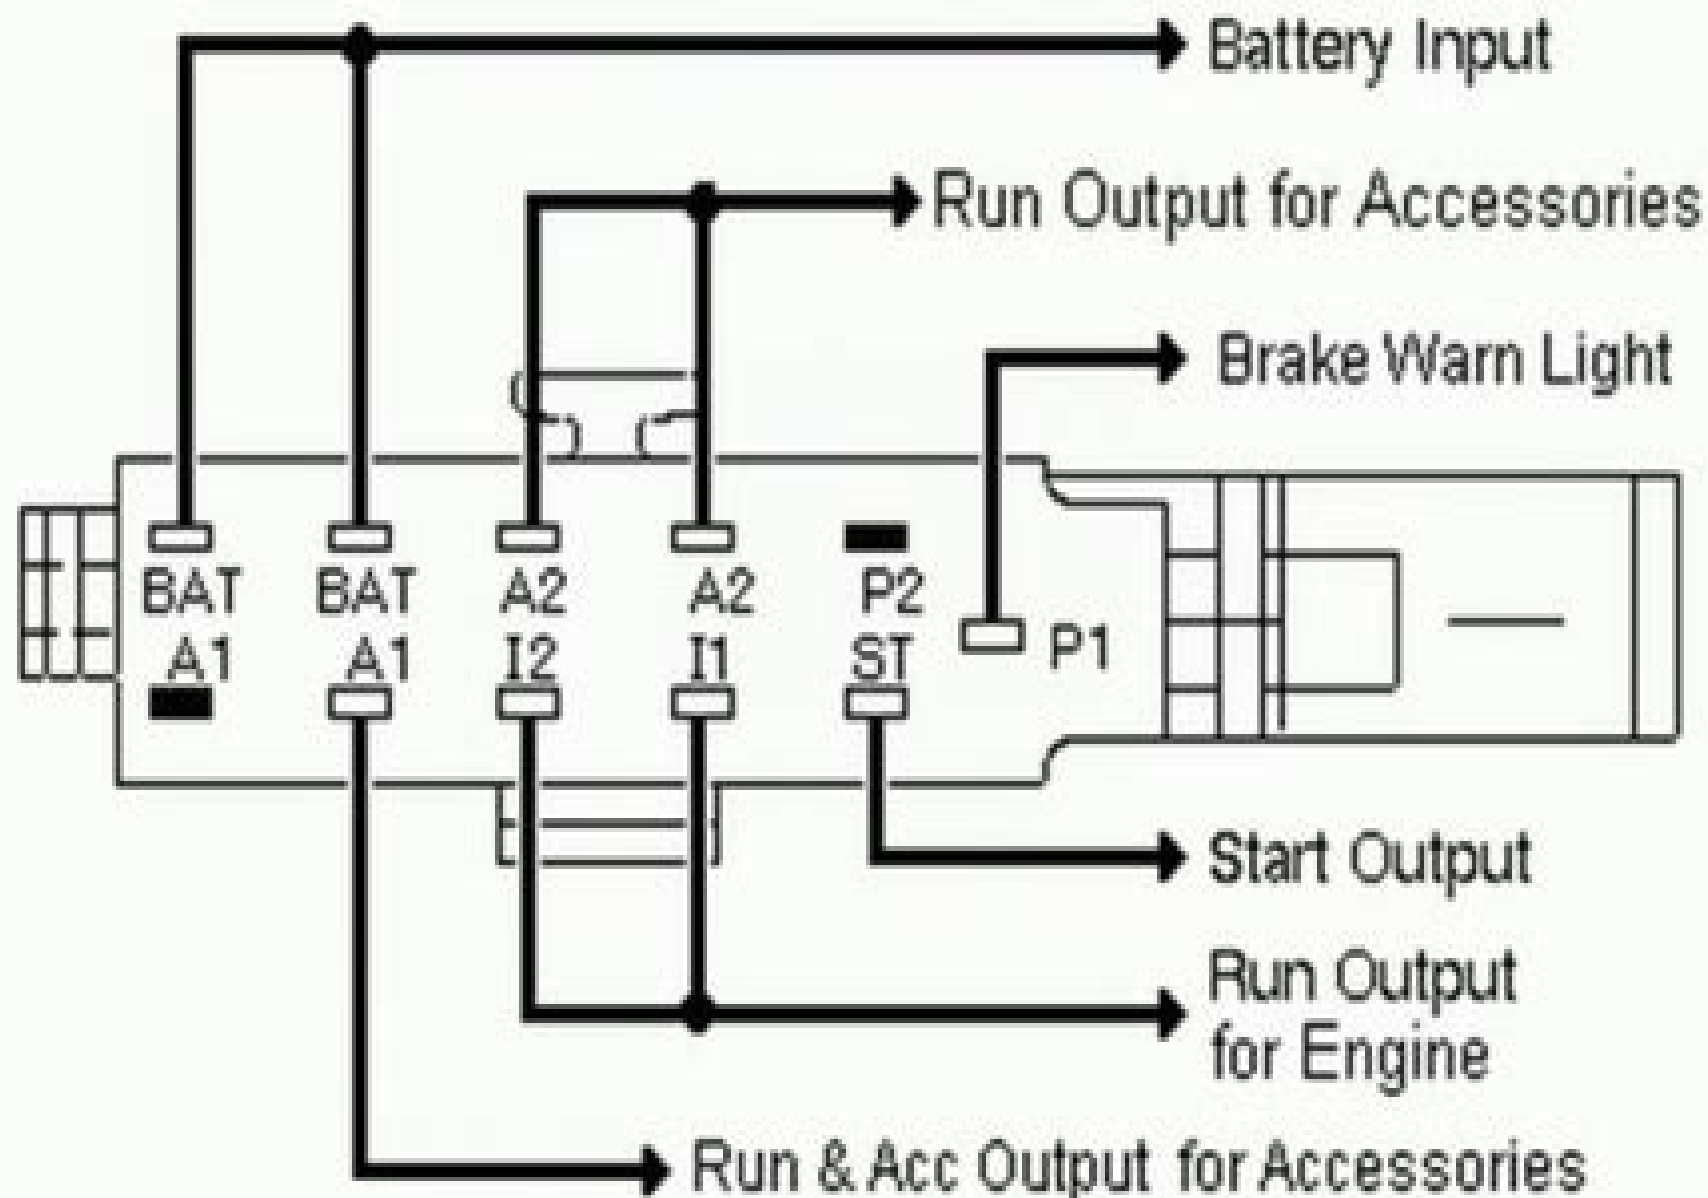 Battery Input
Run Output for Accessories
Brake Warn Light
BAT BAT A2 A2 P2
A1 A1 I2 I1 ST P1
Start Output
Run Output
for Engine
Run & Acc Output for Accessories